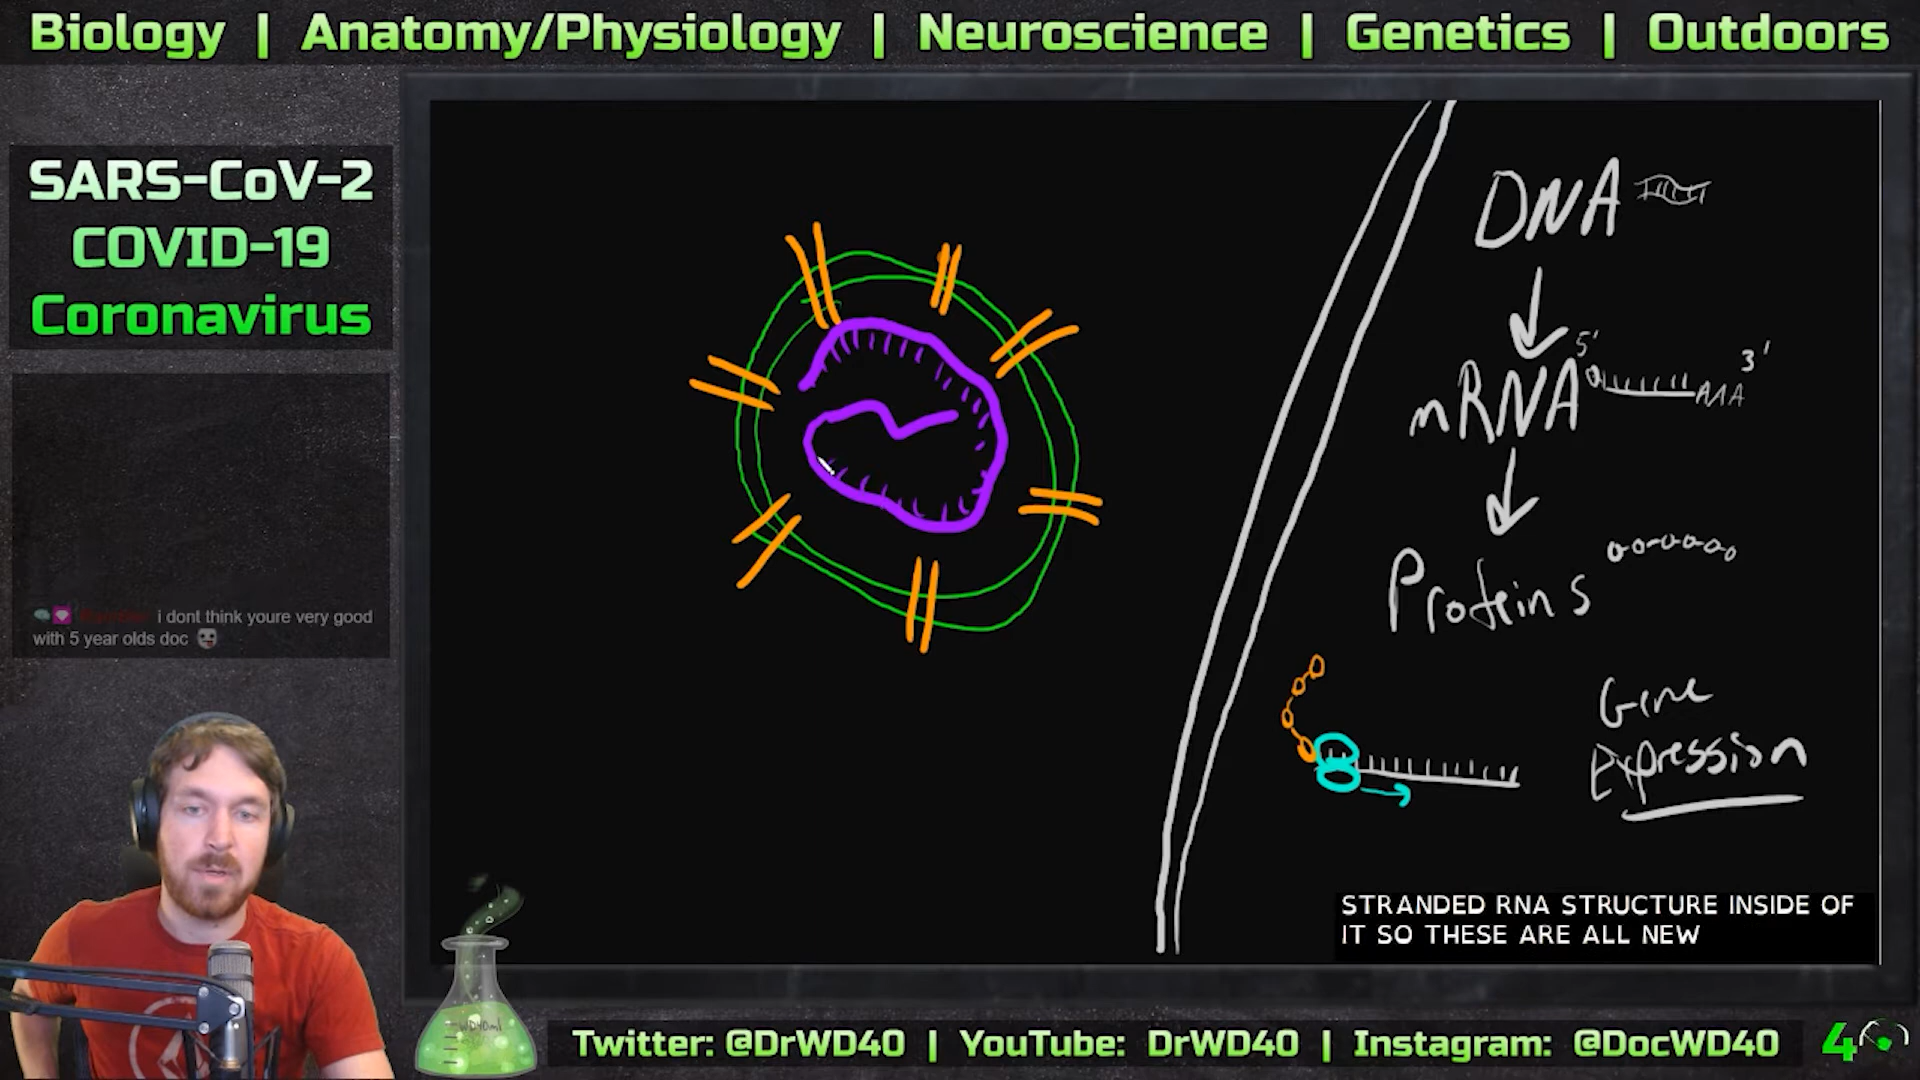 Biology | Anatomy/Physiology | Neuroscience | Genetics | Outdoors
SARS-CoV-2
COVID-19
Coronavirus
i dont think youre very good
with 5 year olds doc
DNA
mRNA
5'
AAA
3'
Proteins
Gene
Expression
STRANDED RNA STRUCTURE INSIDE OF
IT SO THESE ARE ALL NEW
WD40ml
Twitter: @DrWD40 | YouTube: DrWD40 | Instagram: @DocWD40
4